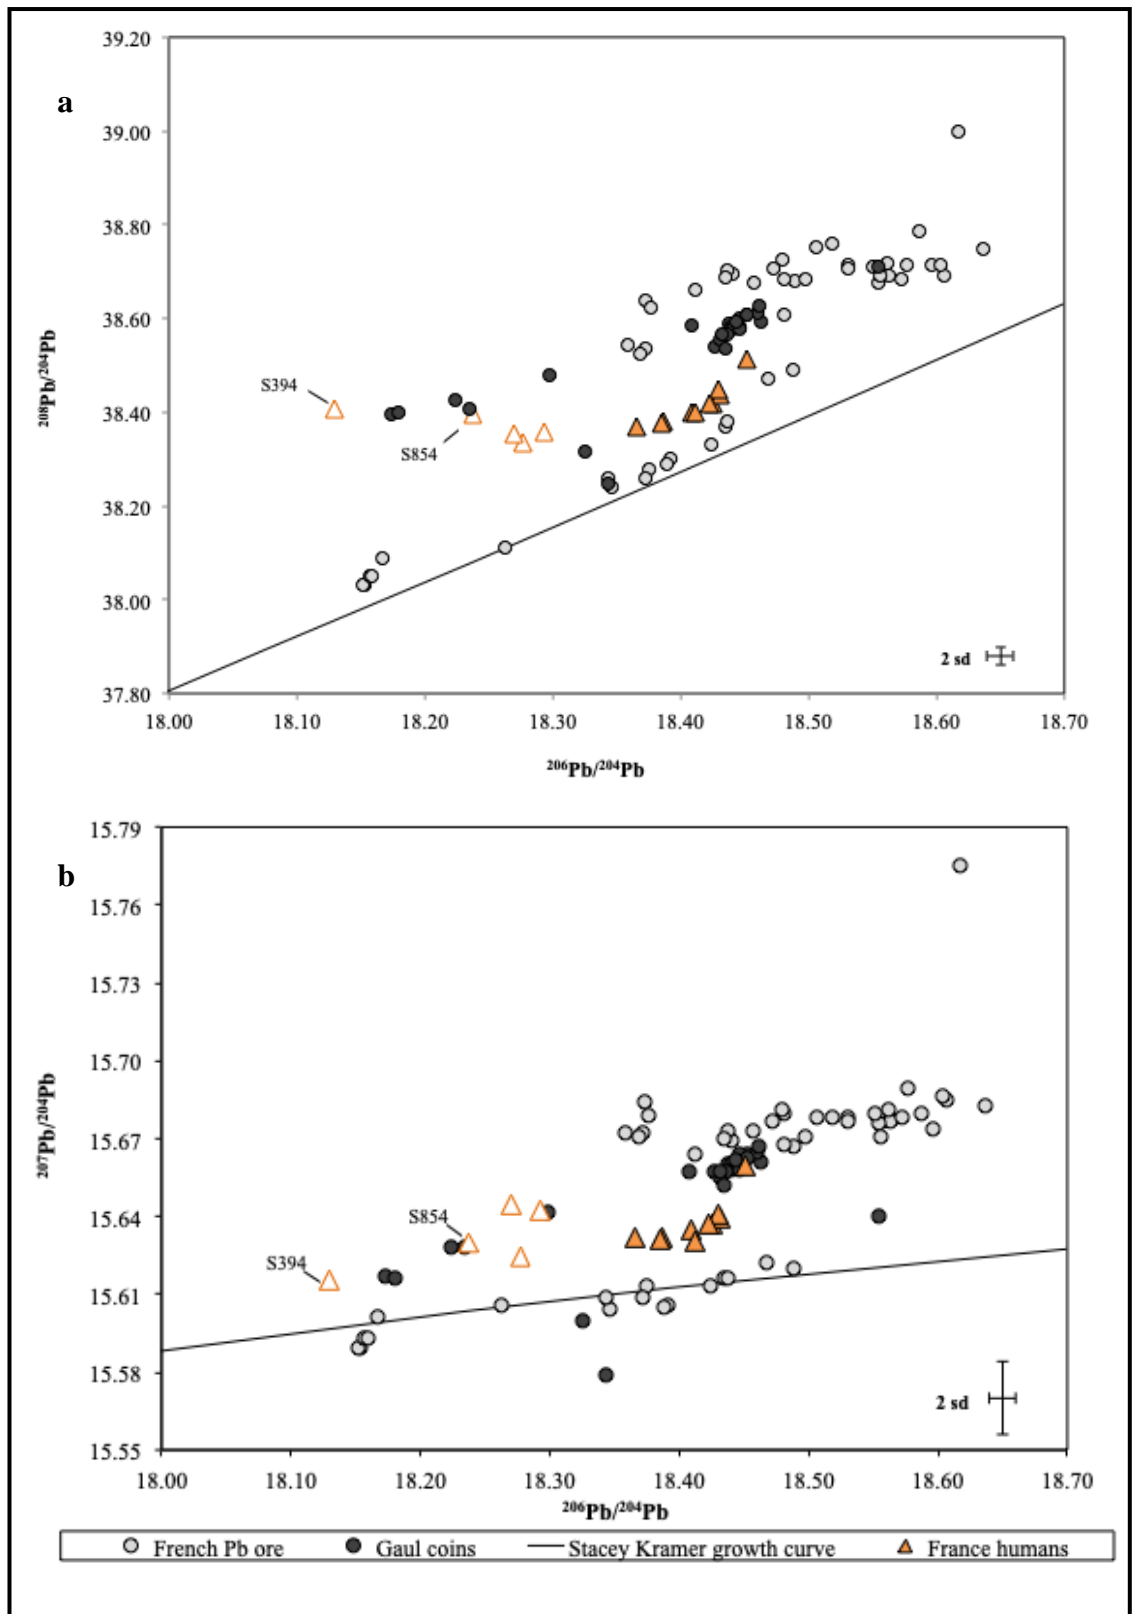 a
39.20
39.00
38.80
38.60
38.40
38.20
38.00
37.80
²⁰⁸Pb/²⁰⁴Pb
S394
S854
2 sd
18.00 18.10 18.20 18.30 18.40 18.50 18.60 18.70
²⁰⁶Pb/²⁰⁴Pb
b
15.79
15.76
15.73
15.70
15.67
15.64
15.61
15.58
15.55
²⁰⁷Pb/²⁰⁴Pb
S854
S394
2 sd
18.00 18.10 18.20 18.30 18.40 18.50 18.60 18.70
²⁰⁶Pb/²⁰⁴Pb
French Pb ore Gaul coins Stacey Kramer growth curve France humans